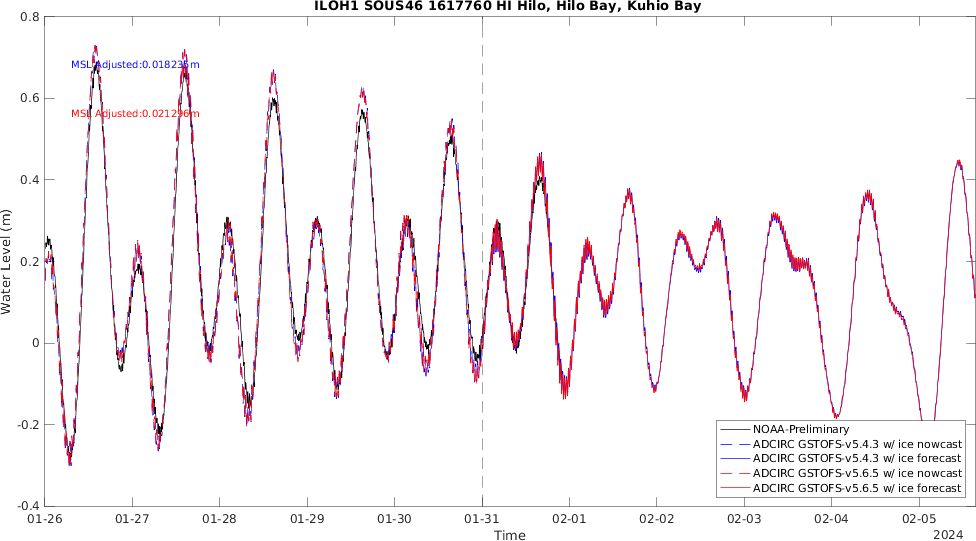 ILOH1 SOUS46 1617760 HI Hilo, Hilo Bay, Kuhio Bay
0.8
MSL Adjusted:0.018235m
0.6
MSL Adjusted:0.021296m
0.4
Water Level (m)
0.2
0
-0.2
NOAA-Preliminary
ADCIRC GSTOFS-v5.4.3 w/ ice nowcast
ADCIRC GSTOFS-v5.4.3 w/ ice forecast
ADCIRC GSTOFS-v5.6.5 w/ ice nowcast
ADCIRC GSTOFS-v5.6.5 w/ ice forecast
-0.4
01-26 01-27 01-28 01-29 01-30 01-31 02-01 02-02 02-03 02-04 02-05
Time
2024